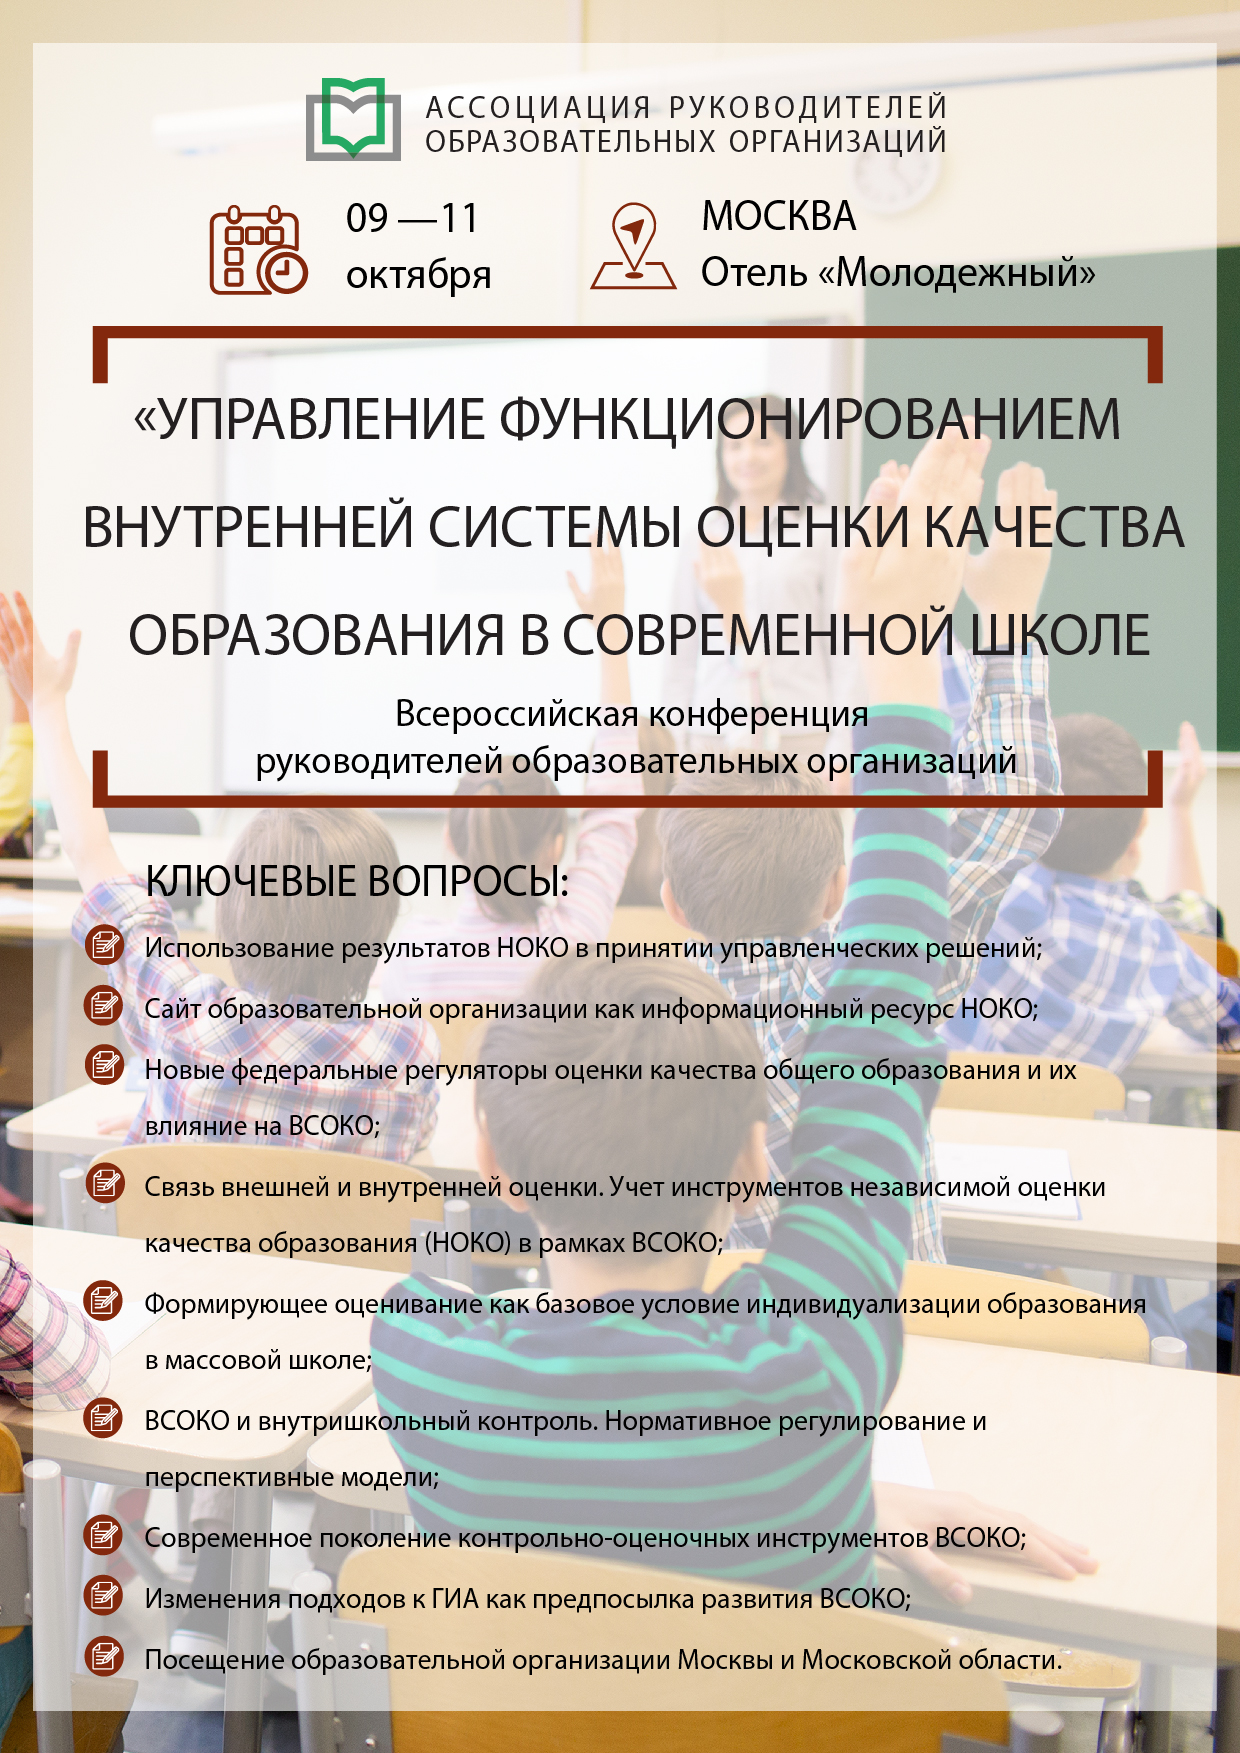 АССОЦИАЦИЯ РУКОВОДИТЕЛЕЙ
ОБРАЗОВАТЕЛЬНЫХ ОРГАНИЗАЦИЙ
09 —11
октября
МОСКВА
Отель «Молодежный»
«УПРАВЛЕНИЕ ФУНКЦИОНИРОВАНИЕМ
ВНУТРЕННЕЙ СИСТЕМЫ ОЦЕНКИ КАЧЕСТВА
ОБРАЗОВАНИЯ В СОВРЕМЕННОЙ ШКОЛЕ
Всероссийская конференция
руководителей образовательных организаций
КЛЮЧЕВЫЕ ВОПРОСЫ:
Использование результатов НОКО в принятии управленческих решений;
Сайт образовательной организации как информационный ресурс НОКО;
Новые федеральные регуляторы оценки качества общего образования и их
влияние на ВСОКО;
Связь внешней и внутренней оценки. Учет инструментов независимой оценки
качества образования (НОКО) в рамках ВСОКО;
Формирующее оценивание как базовое условие индивидуализации образования
в массовой школе;
ВСОКО и внутришкольный контроль. Нормативное регулирование и
перспективные модели;
Современное поколение контрольно-оценочных инструментов ВСОКО;
Изменения подходов к ГИА как предпосылка развития ВСОКО;
Посещение образовательной организации Москвы и Московской области.